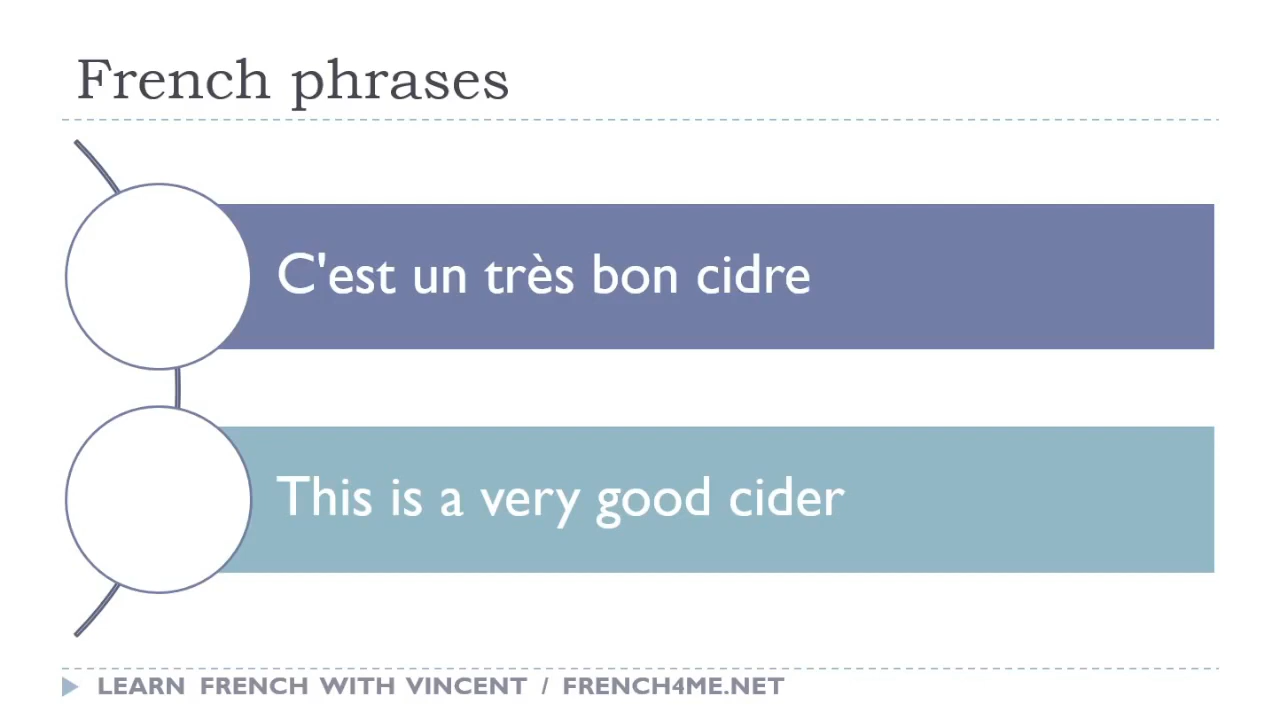 French phrases
C'est un très bon cidre
This is a very good cider
LEARN FRENCH WITH VINCENT / FRENCH4ME.NET